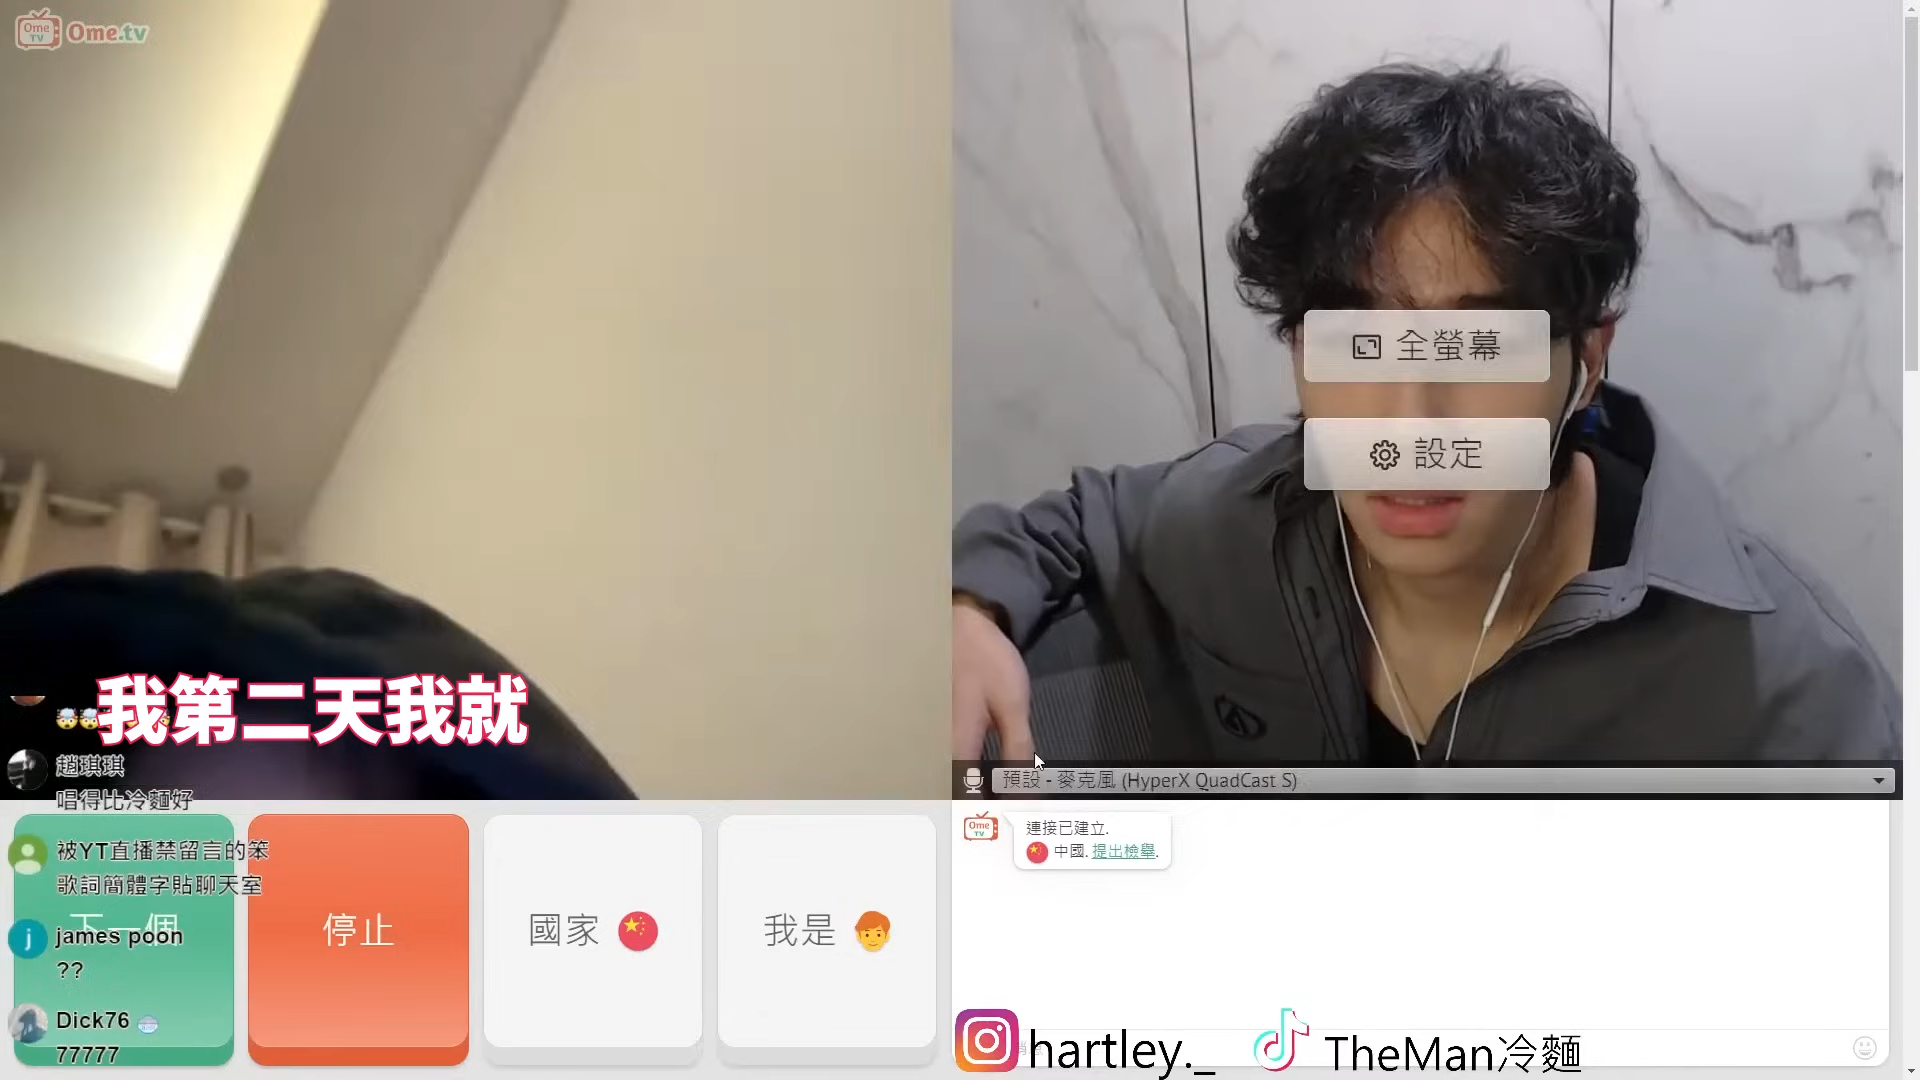 Ome TV Ome.tv
全螢幕
設定
我第二天我就
趙琪琪
唱得比冷麵好
預設 - 麥克風 (HyperX QuadCast S)
被YT直播禁留言的笨
歌詞簡體字貼聊天室
下一個
james poon
??
Dick76
77777
停止
國家
我是
Ome TV
連接已建立.
中國. 提出檢舉.
hartley._
TheMan冷麵